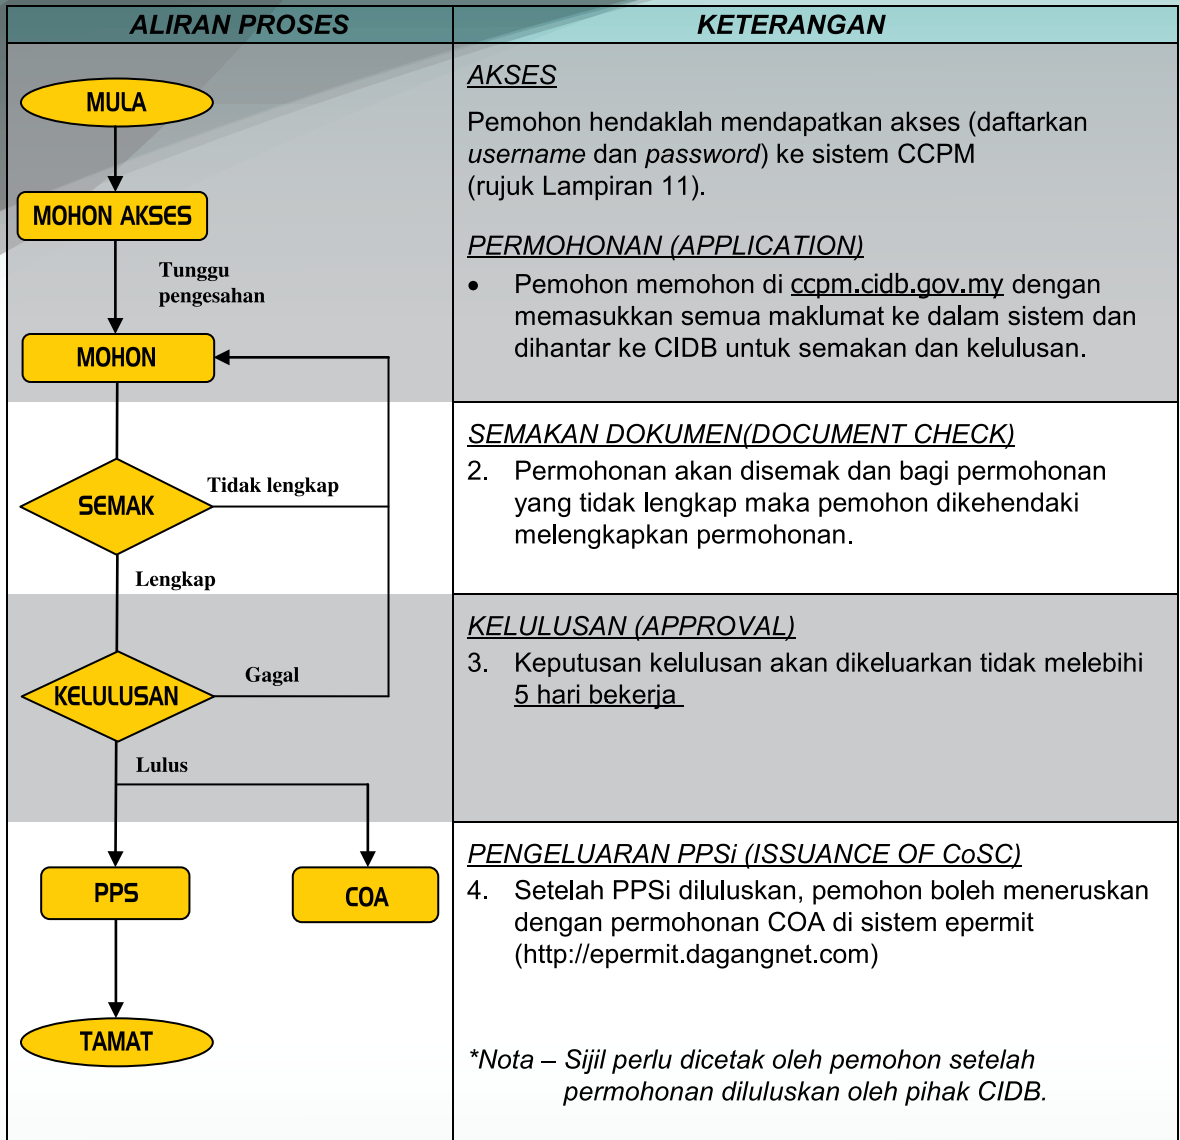 ALIRAN PROSES
KETERANGAN
MULA
MOHON AKSES
Tunggu
pengesahan
MOHON
SEMAK
Tidak lengkap
Lengkap
KELULUSAN
Gagal
Lulus
PPS
COA
TAMAT
AKSES
Pemohon hendaklah mendapatkan akses (daftarkan
username dan password) ke sistem CCPM
(rujuk Lampiran 11).
PERMOHONAN (APPLICATION)
• Pemohon memohon di ccpm.cidb.gov.my dengan
memasukkan semua maklumat ke dalam sistem dan
dihantar ke CIDB untuk semakan dan kelulusan.
SEMAKAN DOKUMEN(DOCUMENT CHECK)
2. Permohonan akan disemak dan bagi permohonan
yang tidak lengkap maka pemohon dikehendaki
melengkapkan permohonan.
KELULUSAN (APPROVAL)
3. Keputusan kelulusan akan dikeluarkan tidak melebihi
5 hari bekerja
PENGELUARAN PPSi (ISSUANCE OF CoSC)
4. Setelah PPSi diluluskan, pemohon boleh meneruskan
dengan permohonan COA di sistem epermit
(http://epermit.dagangnet.com)
*Nota – Sijil perlu dicetak oleh pemohon setelah
permohonan diluluskan oleh pihak CIDB.